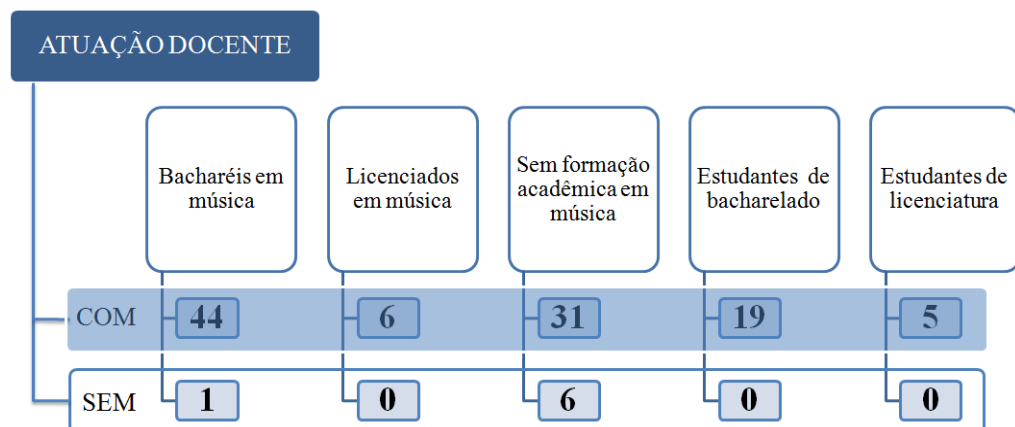 ATUAÇÃO DOCENTE
Bacharéis em
música
Licenciados
em música
Sem formação
acadêmica em
música
Estudantes de
bacharelado
Estudantes de
licenciatura
COM 44 6 31 19 5
SEM 1 0 6 0 0